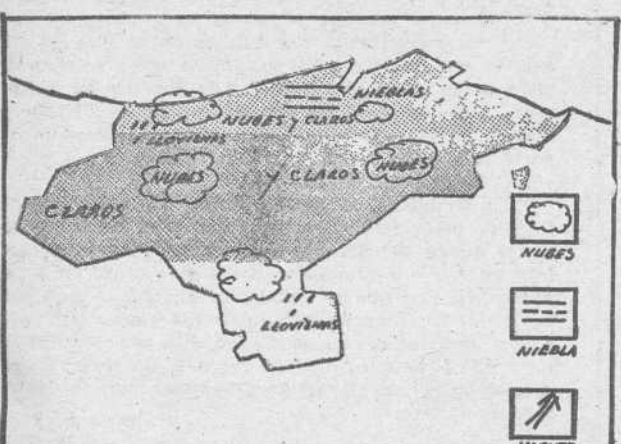 NIEBLAS
NUBES y CLAROS
LLOVIZNAS
NUBES
y CLAROS
NUBES
CLAROS
LLOVIZNAS
NUBES
NIEBLA